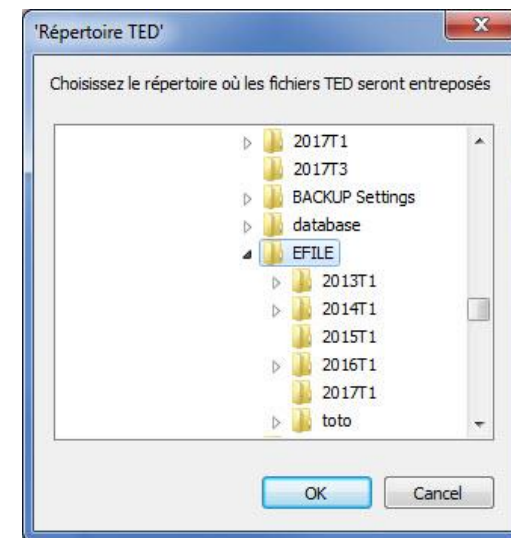 'Répertoire TED'
Choisissez le répertoire où les fichiers TED seront entreposés
2017T1
2017T3
BACKUP Settings
database
EFILE
2013T1
2014T1
2015T1
2016T1
2017T1
toto
OK Cancel